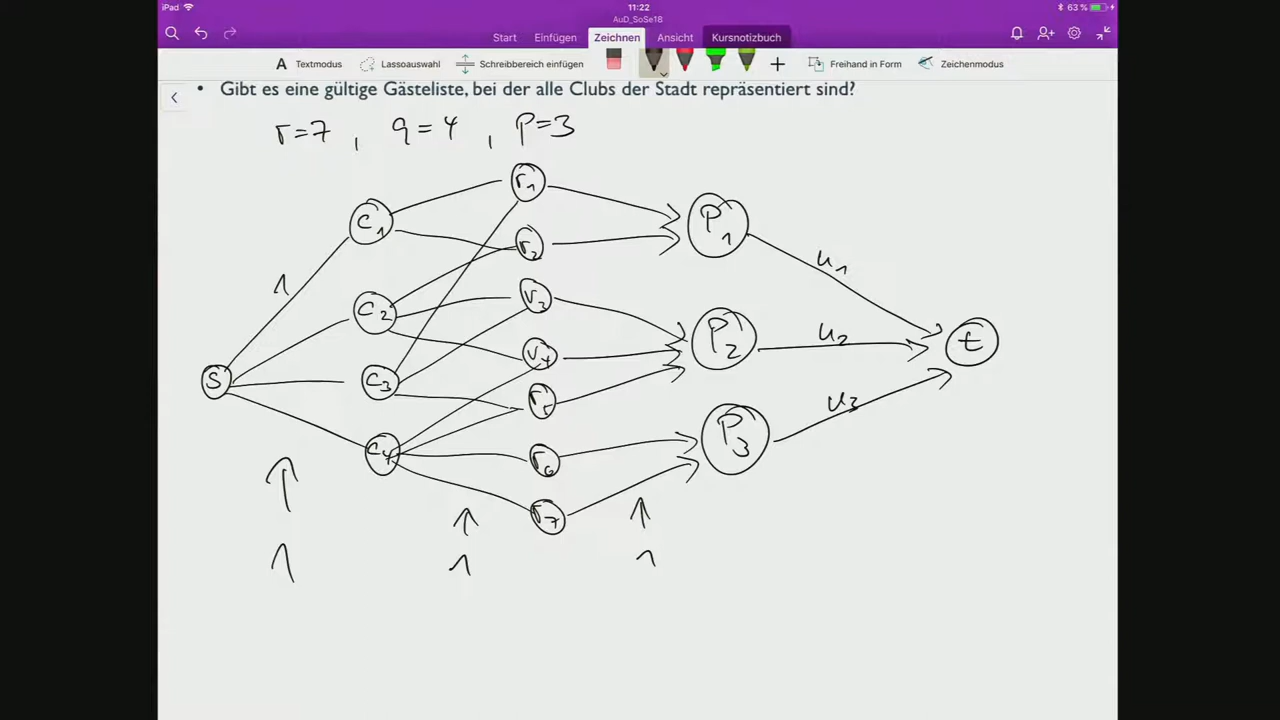 iPad 11:22 63 %
AuD_SoSe18
Start Einfügen Zeichnen Ansicht Kursnotizbuch
A Textmodus Lassoauswahl Schreibbereich einfügen Freihand in Form Zeichenmodus
• Gibt es eine gültige Gästeliste, bei der alle Clubs der Stadt repräsentiert sind?
r=7 , q=4 , p=3
r1
C1 P1
r2
u1
1
r3
C2
P2 u2 t
r4
S C3
r5 u3
P3
C4 r6
r7
1 1 1